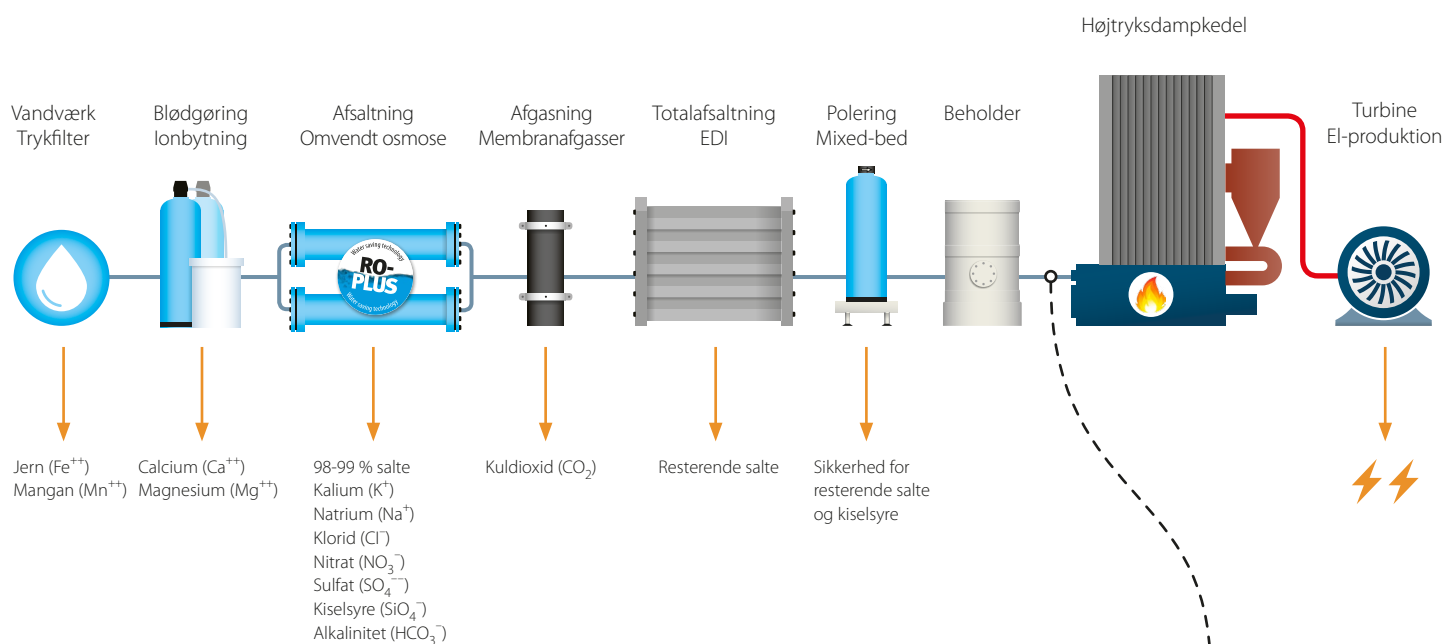 Højtryksdampkedel
Vandværk
Trykfilter
Blødgøring
Ionbytning
Afsaltning
Omvendt osmose
Afgasning
Membranafgasser
Totalafsaltning
EDI
Polering
Mixed-bed
Beholder
Turbine
El-produktion
Water saving technology
RO-
PLUS
Water saving technology
Jern (Fe⁺⁺)
Mangan (Mn⁺⁺)
Calcium (Ca⁺⁺)
Magnesium (Mg⁺⁺)
98-99 % salte
Kalium (K⁺)
Natrium (Na⁺)
Klorid (Cl⁻)
Nitrat (NO₃⁻)
Sulfat (SO₄⁻⁻)
Kiselsyre (SiO₄⁻)
Alkalinitet (HCO₃⁻)
Kuldioxid (CO₂)
Resterende salte
Sikkerhed for
resterende salte
og kiselsyre